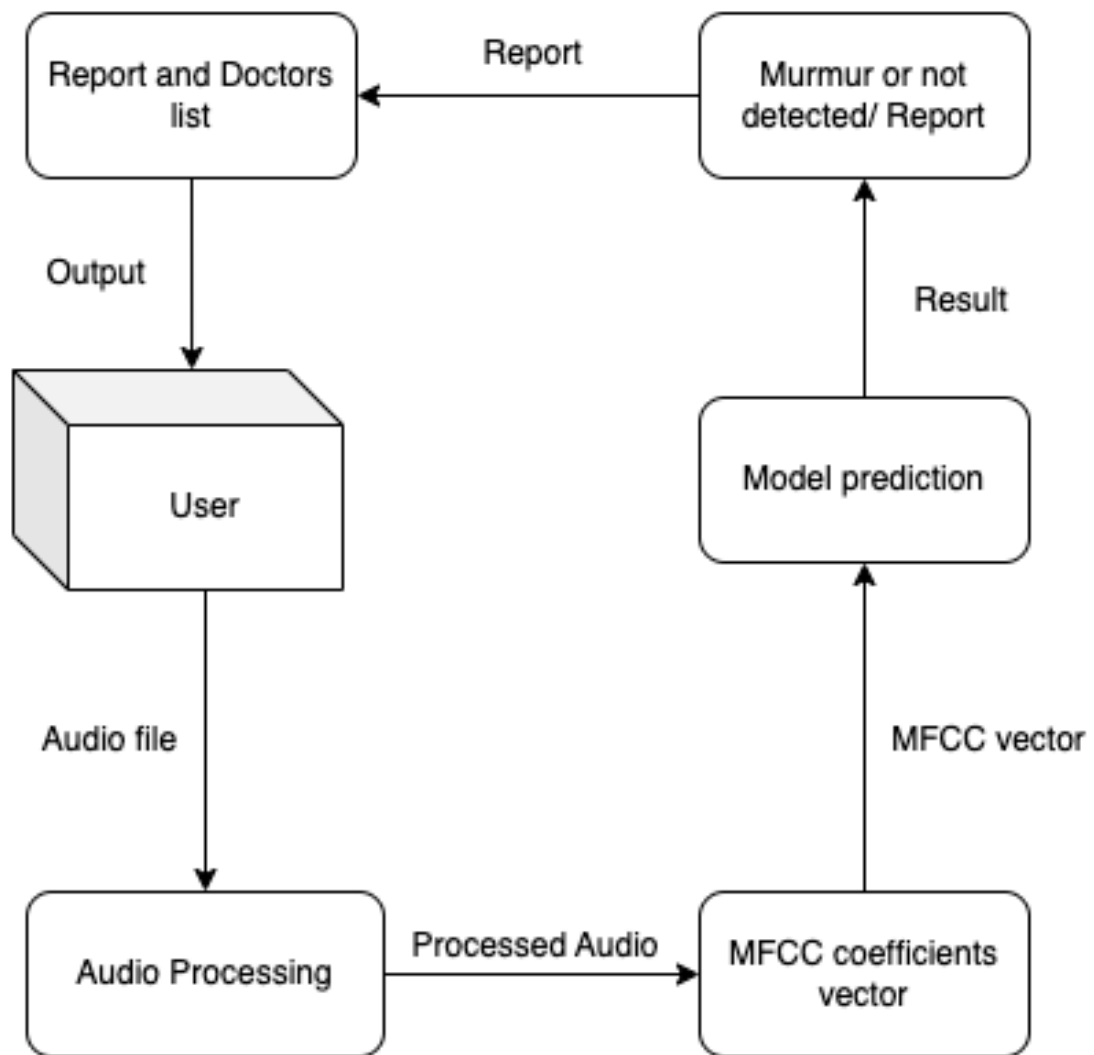 Report and Doctors
list
Report
Murmur or not
detected/ Report
Output
Result
User
Model prediction
Audio file
MFCC vector
Audio Processing
Processed Audio
MFCC coefficients
vector